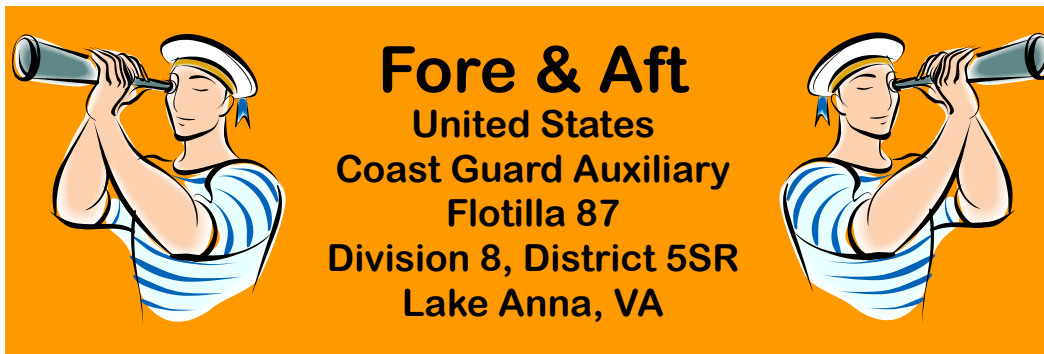 Fore & Aft
United States
Coast Guard Auxiliary
Flotilla 87
Division 8, District 5SR
Lake Anna, VA